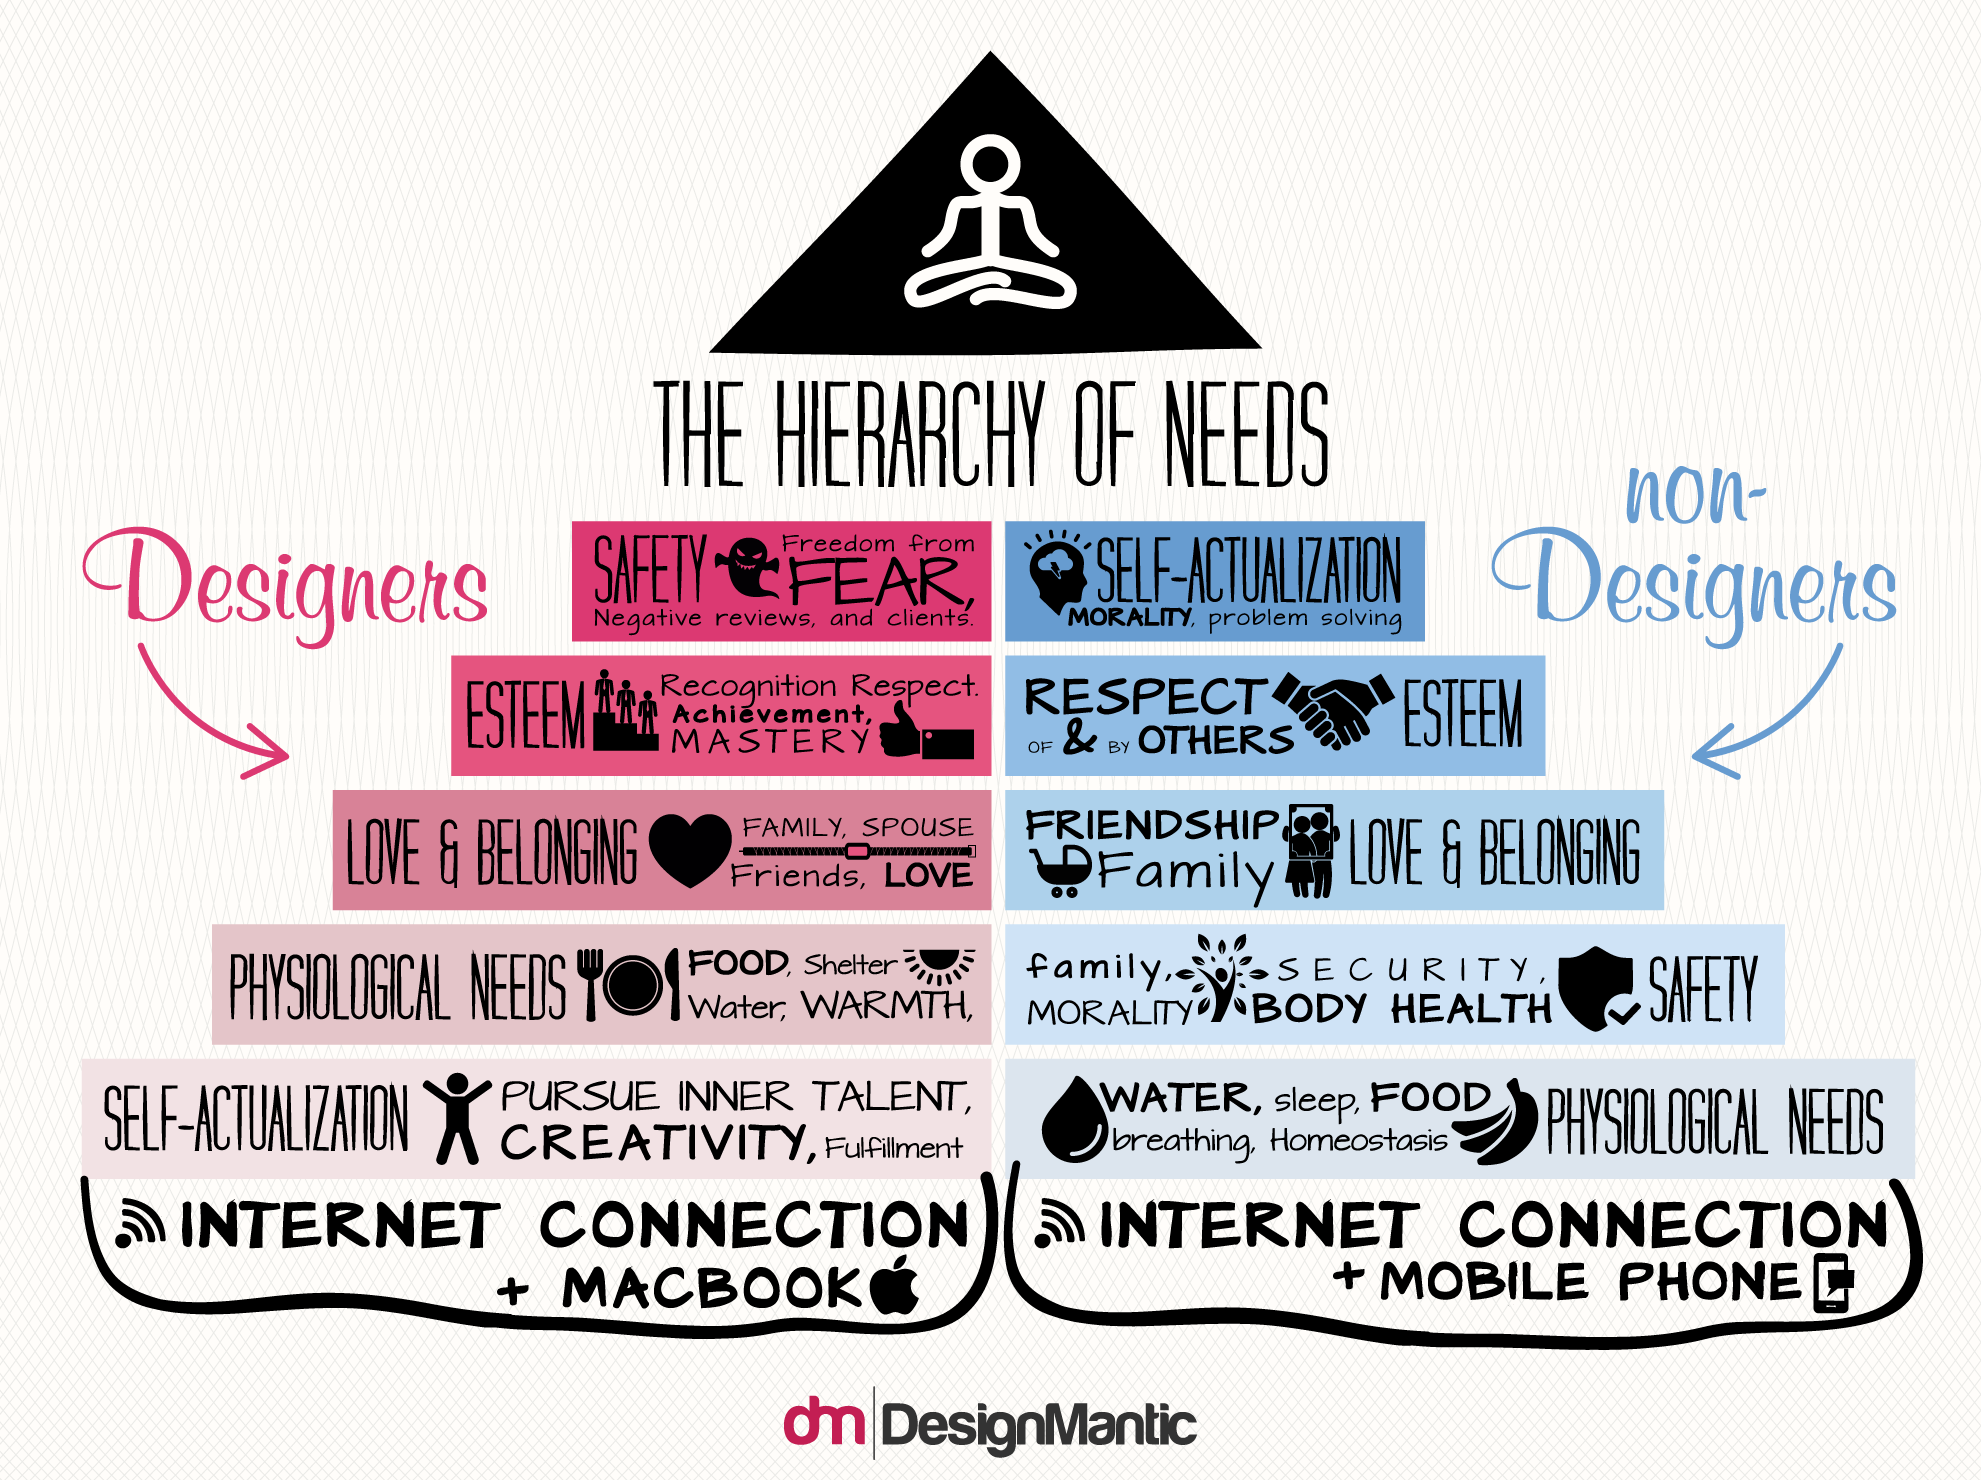 THE HIERARCHY OF NEEDS
Designers
SAFETY
Freedom from
FEAR,
Negative reviews, and clients.
ESTEEM
Recognition Respect.
Achievement,
MASTERY
LOVE & BELONGING
FAMILY, SPOUSE
Friends, LOVE
PHYSIOLOGICAL NEEDS
FOOD, Shelter
Water, WARMTH,
SELF-ACTUALIZATION
PURSUE INNER TALENT,
CREATIVITY, Fulfillment
INTERNET CONNECTION
+ MACBOOK
non-
Designers
SELF-ACTUALIZATION
MORALITY, problem solving
RESPECT
OF & BY OTHERS
ESTEEM
FRIENDSHIP
Family
LOVE & BELONGING
family, SECURITY,
MORALITY BODY HEALTH
SAFETY
WATER, sleep, FOOD
breathing, Homeostasis
PHYSIOLOGICAL NEEDS
INTERNET CONNECTION
+ MOBILE PHONE
dm DesignMantic